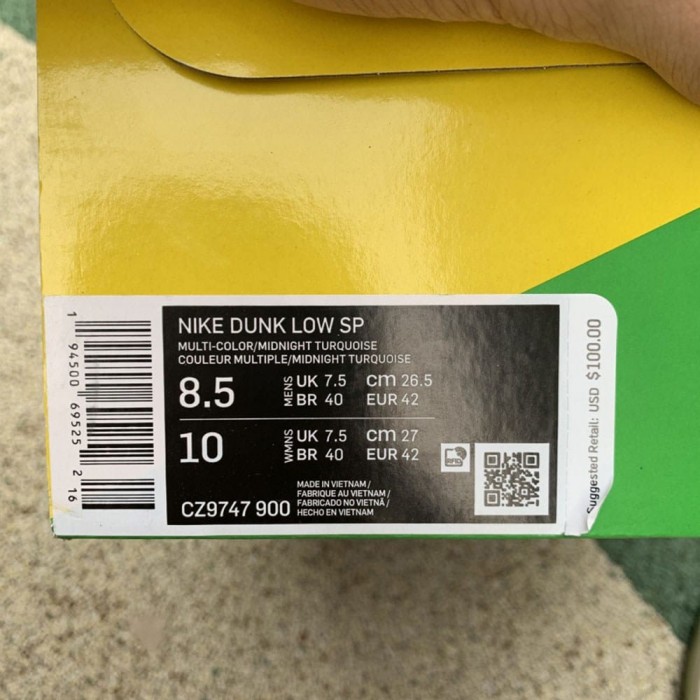 NIKE DUNK LOW SP
MULTI-COLOR/MIDNIGHT TURQUOISE
COULEUR MULTIPLE/MIDNIGHT TURQUOISE
8.5 MENS UK 7.5 cm 26.5
BR 40 EUR 42
10 WMNS UK 7.5 cm 27
BR 40 EUR 42
RFID
MADE IN VIETNAM /
FABRIQUE AU VIETNAM /
FABRICADO NO VIETNÃ /
HECHO EN VIETNAM
CZ9747 900
1 94500 69525 2 16
Suggested Retail: USD $100.00